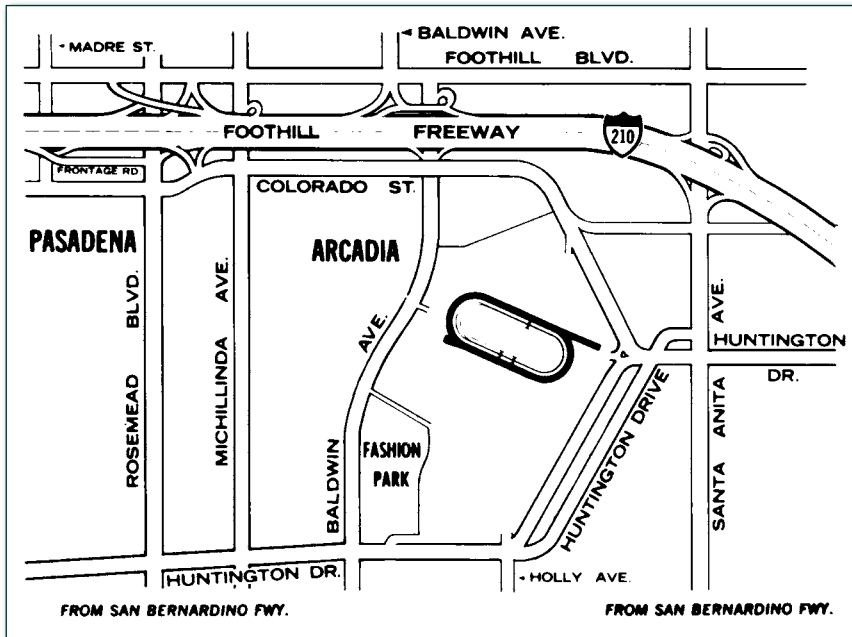 BALDWIN AVE.
MADRE ST.
FOOTHILL BLVD.
FOOTHILL FREEWAY
210
FRONTAGE RD.
COLORADO ST.
PASADENA
ARCADIA
ROSEMEAD BLVD.
MICHILLINDA AVE.
BALDWIN AVE.
FASHION
PARK
HUNTINGTON DRIVE
SANTA ANITA AVE.
HUNTINGTON
DR.
HUNTINGTON DR.
HOLLY AVE.
FROM SAN BERNARDINO FWY.
FROM SAN BERNARDINO FWY.